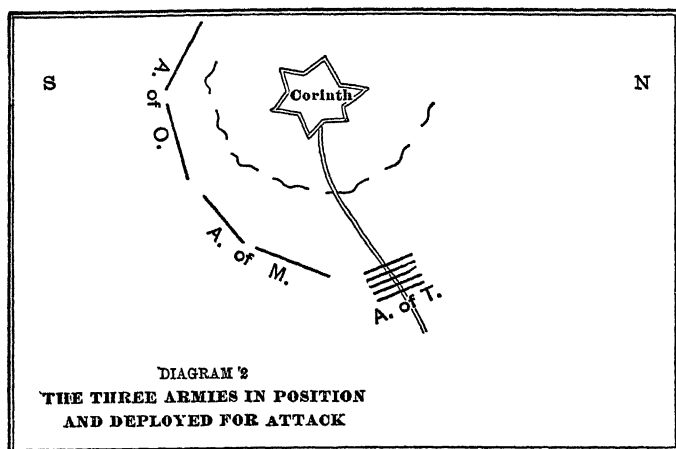 S
N
Corinth
A. of O.
A. of M.
A. of T.
DIAGRAM 2
THE THREE ARMIES IN POSITION
AND DEPLOYED FOR ATTACK